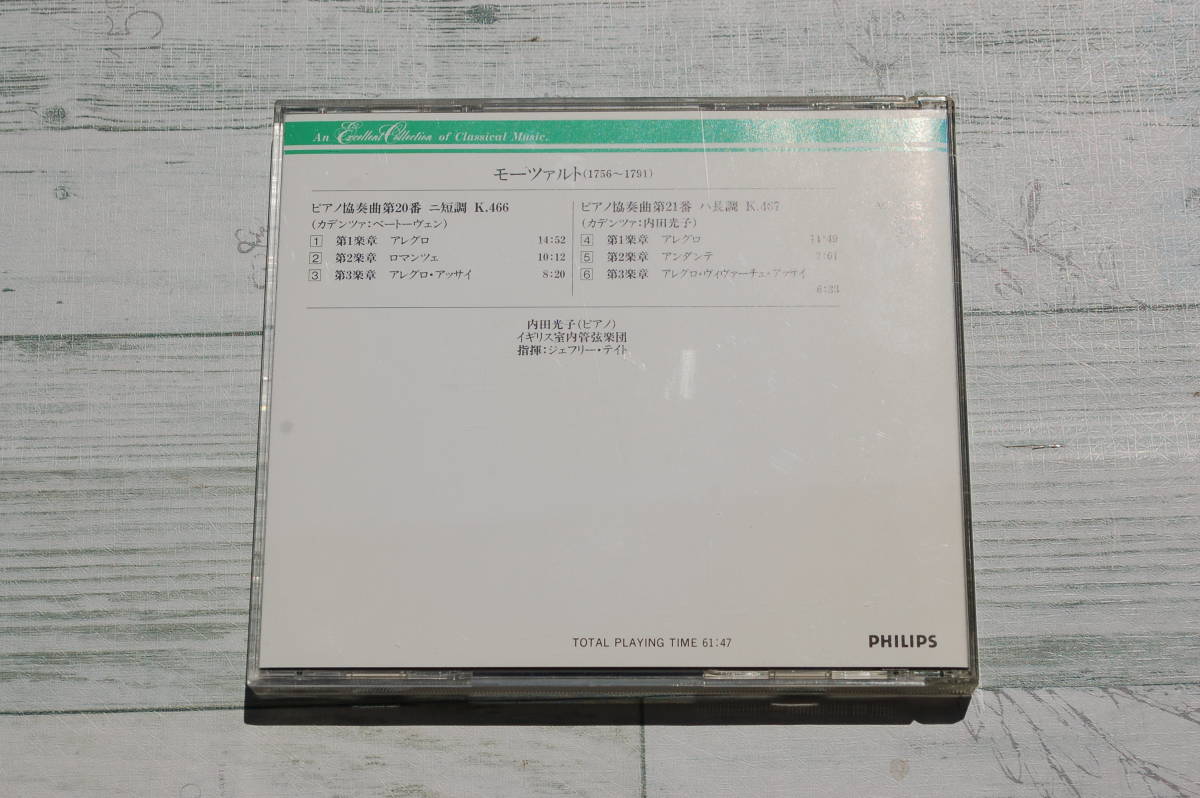 An Excellent Collection of Classical Music.
モーツァルト(1756〜1791)
ピアノ協奏曲第20番 ニ短調 K.466
(カデンツァ:ベートーヴェン)
1 第1楽章 アレグロ 14:52
2 第2楽章 ロマンツェ 10:12
3 第3楽章 アレグロ・アッサイ 8:20
ピアノ協奏曲第21番 ハ長調 K.467
(カデンツァ:内田光子)
4 第1楽章 アレグロ 14:49
5 第2楽章 アンダンテ
6 第3楽章 アレグロ・ヴィヴァーチェ・アッサイ
6:33
内田光子(ピアノ)
イギリス室内管弦楽団
指揮:ジェフリー・テイト
TOTAL PLAYING TIME 61:47
PHILIPS